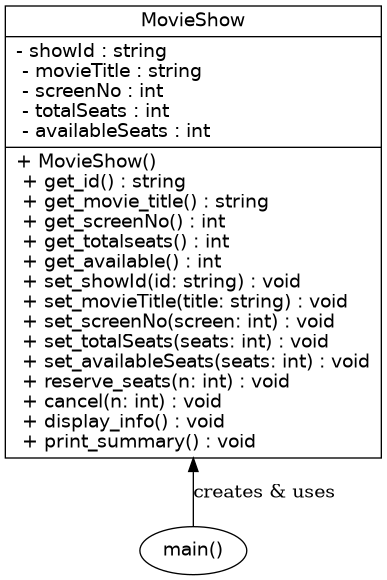 MovieShow
- showId : string
- movieTitle : string
- screenNo : int
- totalSeats : int
- availableSeats : int
+ MovieShow()
+ get_id() : string
+ get_movie_title() : string
+ get_screenNo() : int
+ get_totalseats() : int
+ get_available() : int
+ set_showId(id: string) : void
+ set_movieTitle(title: string) : void
+ set_screenNo(screen: int) : void
+ set_totalSeats(seats: int) : void
+ set_availableSeats(seats: int) : void
+ reserve_seats(n: int) : void
+ cancel(n: int) : void
+ display_info() : void
+ print_summary() : void
creates & uses
main()